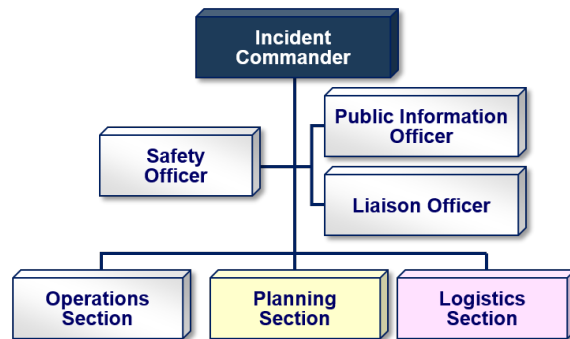 Incident
Commander
Public Information
Officer
Safety
Officer
Liaison Officer
Operations
Section
Planning
Section
Logistics
Section